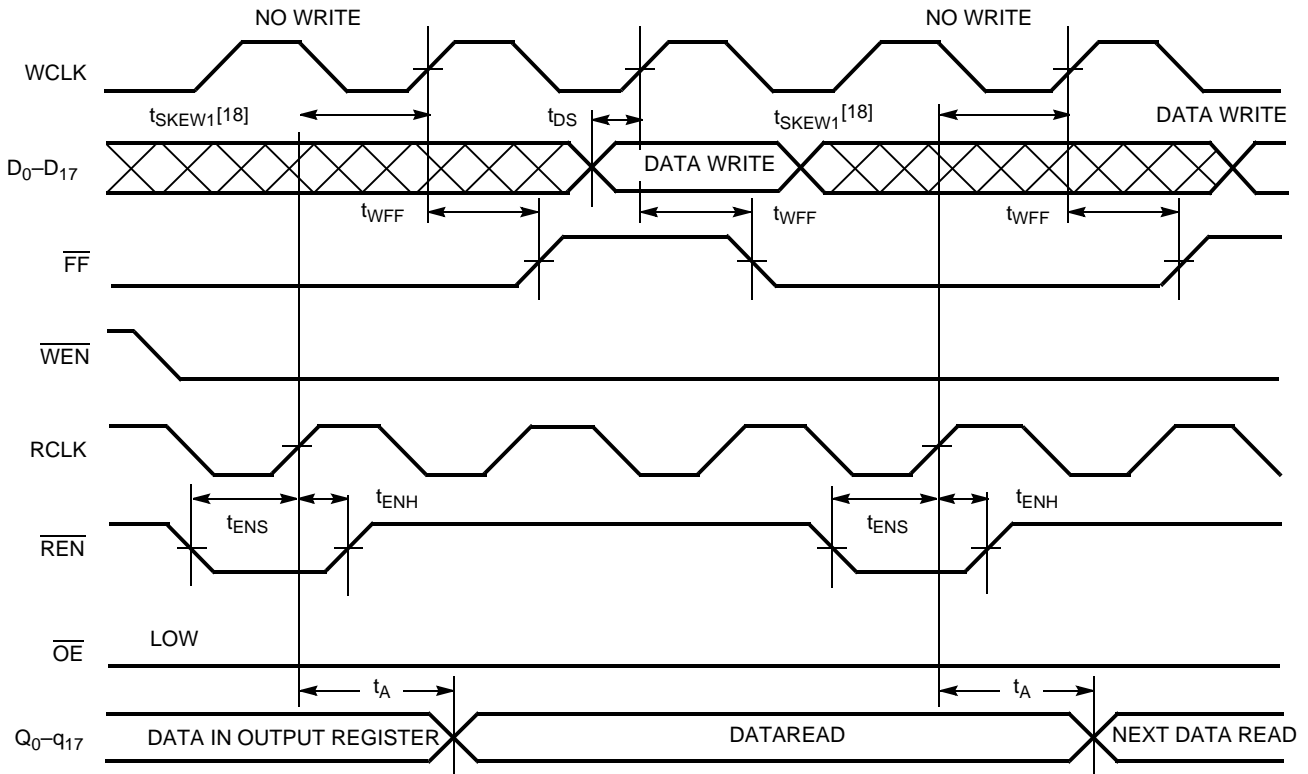 NO WRITE NO WRITE
WCLK
tSKEW1[18] tDS tSKEW1[18] DATA WRITE
D0–D17 DATA WRITE
tWFF tWFF tWFF
FF
WEN
RCLK
tENS tENH tENS tENH
REN
LOW
OE
tA tA
Q0–q17 DATA IN OUTPUT REGISTER DATAREAD NEXT DATA READ